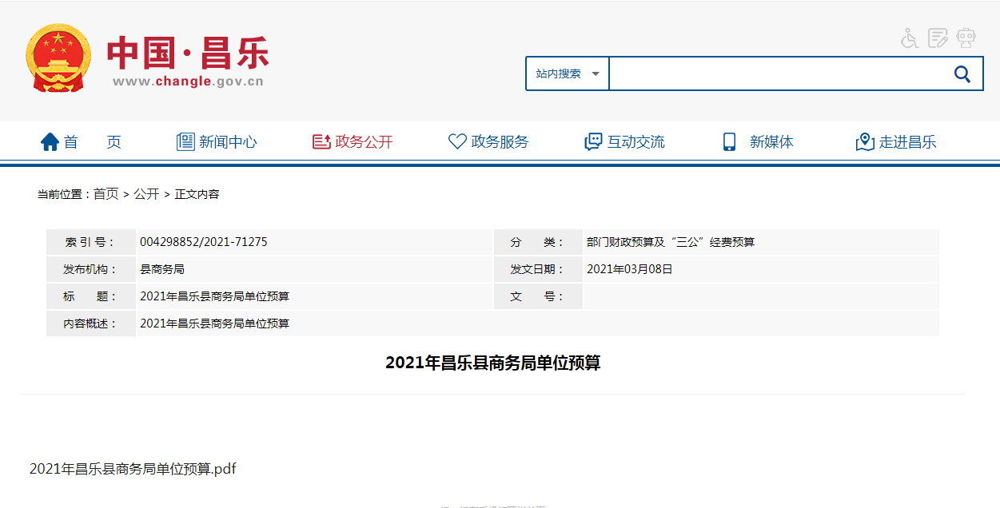 中国·昌乐
www.changle.gov.cn
站内搜索
首 页 新闻中心 政务公开 政务服务 互动交流 新媒体 走进昌乐
当前位置：首页 > 公开 > 正文内容
索 引 号： 004298852/2021-71275 分 类： 部门财政预算及“三公”经费预算
发布机构： 县商务局 发文日期： 2021年03月08日
标 题： 2021年昌乐县商务局单位预算 文 号：
内容概述： 2021年昌乐县商务局单位预算
2021年昌乐县商务局单位预算
2021年昌乐县商务局单位预算.pdf